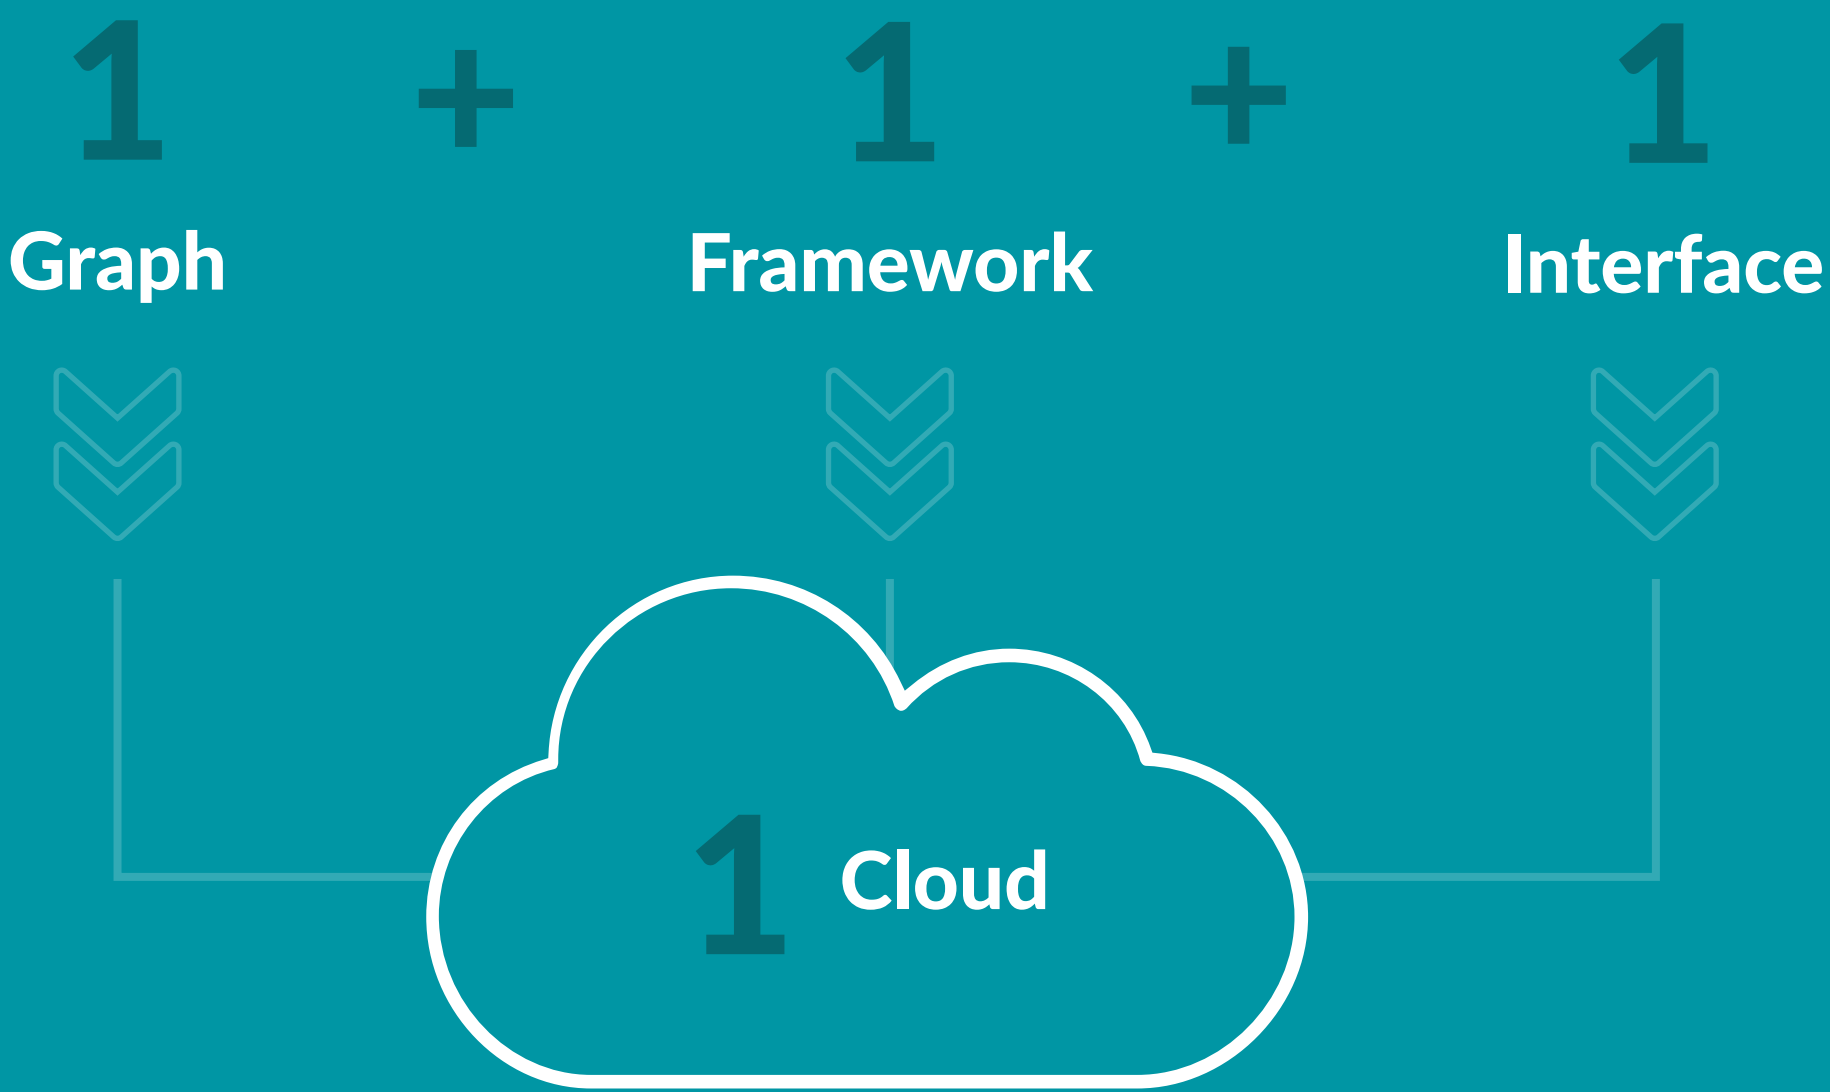 1 + 1 + 1
Graph Framework Interface
1 Cloud